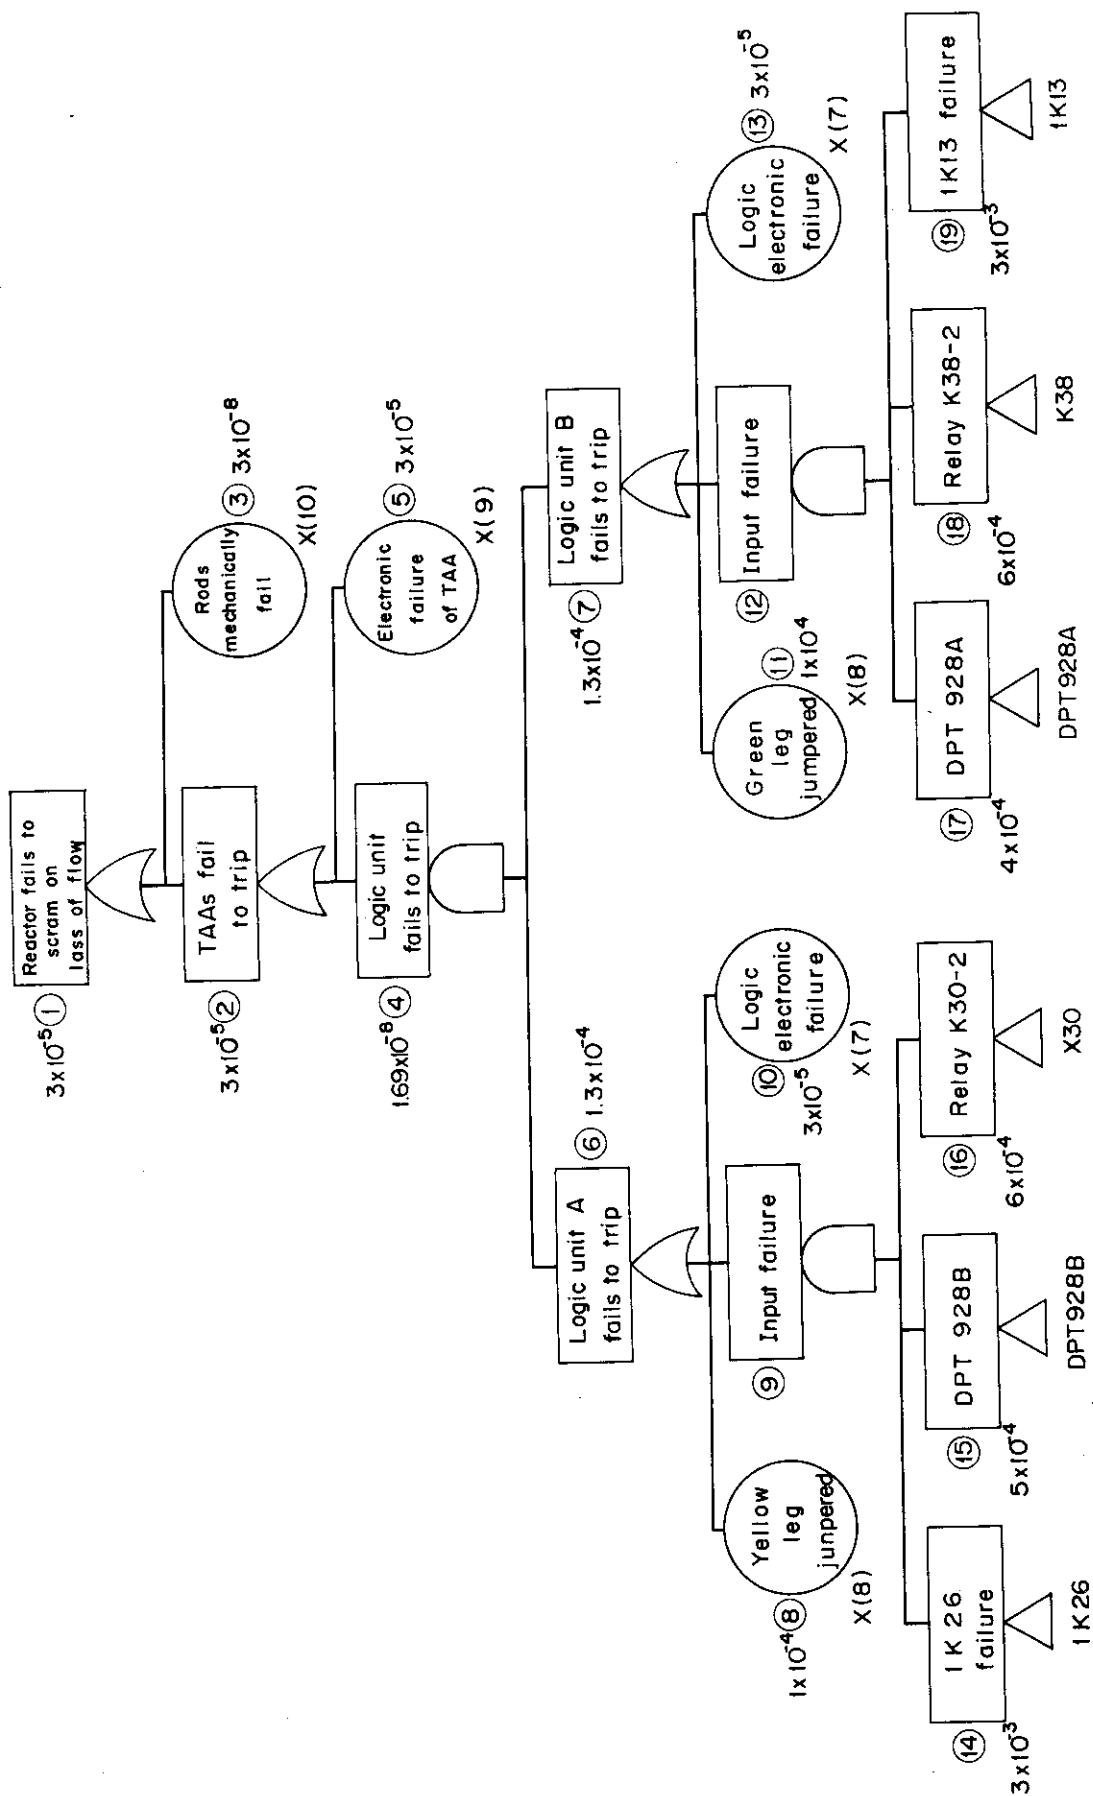 Reactor fails to
scram on
lass of flow
3x10⁻⁵ ①
TAAs fail
to trip
3x10⁻⁵ ②
Rods
mechanically
fail
③ 3x10⁻⁸
X(10)
Logic unit
fails to trip
1.69x10⁻⁸ ④
Electronic
failure
of TAA
⑤ 3x10⁻⁵
X(9)
Logic unit A
fails to trip
⑥ 1.3x10⁻⁴
Logic unit B
fails to trip
1.3x10⁻⁴ ⑦
Yellow
leg
junpered
1x10⁻⁴ ⑧
X(8)
Input failure
⑨
Logic
electronic
failure
⑩
3x10⁻⁵
X(7)
Green
leg
jumpered
⑪
1x10⁴
X(8)
Input failure
⑫
Logic
electronic
failure
⑬ 3x10⁻⁵
X(7)
1K26
failure
⑭
3x10⁻³
1K26
DPT 928B
⑮
5x10⁻⁴
DPT928B
Relay K30-2
⑯
6x10⁻⁴
X30
DPT 928A
⑰
4x10⁻⁴
DPT928A
Relay K38-2
⑱
6x10⁻⁴
K38
1K13 failure
⑲
3x10⁻³
1K13